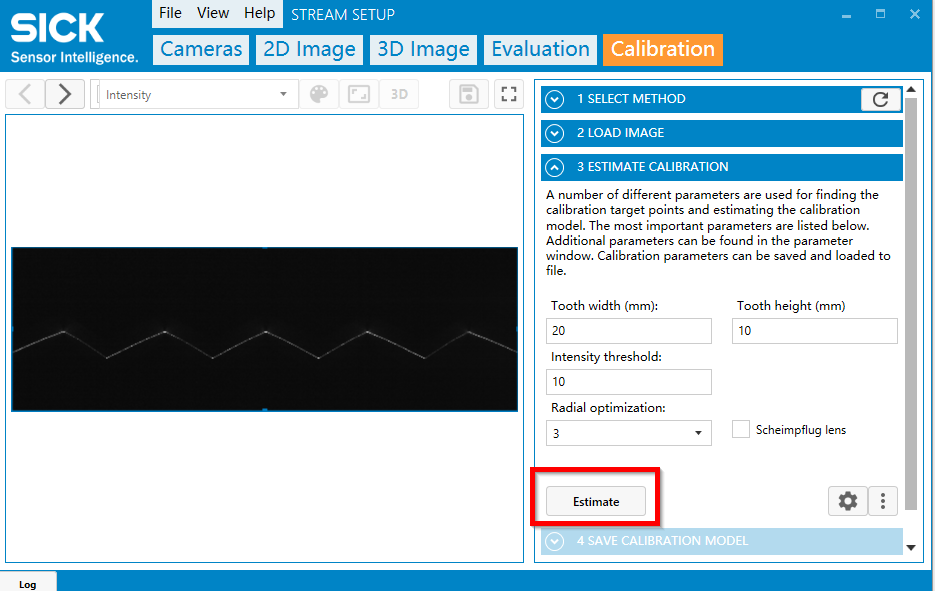 SICK
Sensor Intelligence.
File View Help STREAM SETUP
Cameras 2D Image 3D Image Evaluation Calibration
Intensity
3D
1 SELECT METHOD
2 LOAD IMAGE
3 ESTIMATE CALIBRATION
A number of different parameters are used for finding the
calibration target points and estimating the calibration
model. The most important parameters are listed below.
Additional parameters can be found in the parameter
window. Calibration parameters can be saved and loaded to
file.
Tooth width (mm): Tooth height (mm)
20 10
Intensity threshold:
10
Radial optimization:
3 Scheimpflug lens
Estimate
4 SAVE CALIBRATION MODEL
Log